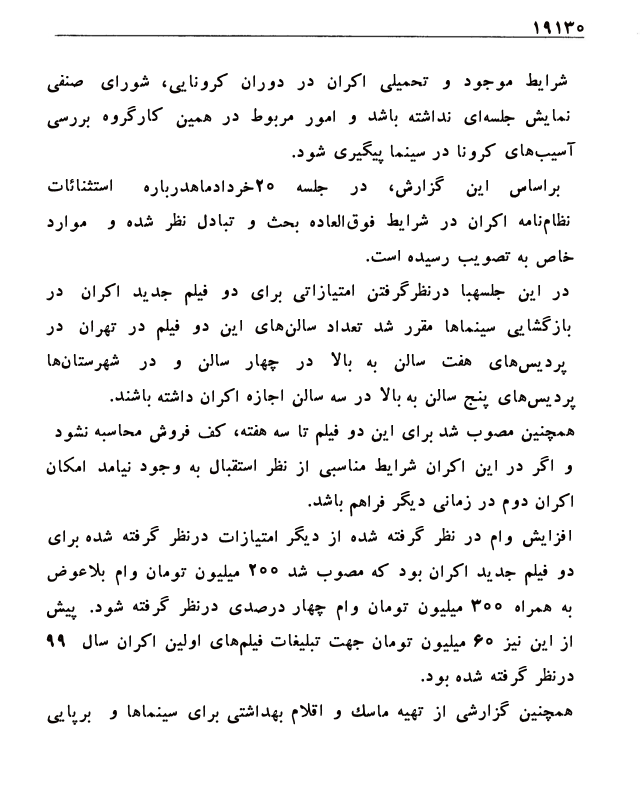 ۱۹۱۳۰
شرایط موجود و تحمیلی اکران در دوران کرونایی، شورای صنفی
نمایش جلسه‌ای نداشته باشد و امور مربوط در همین کارگروه بررسی
آسیب‌های کرونا در سینما پیگیری شود.
براساس این گزارش، در جلسه ۲۰خردادماهدرباره استثنائات
نظام‌نامه اکران در شرایط فوق‌العاده بحث و تبادل نظر شده و موارد
خاص به تصویب رسیده است.
در این جلسهبا درنظرگرفتن امتیازاتی برای دو فیلم جدید اکران در
بازگشایی سینماها مقرر شد تعداد سالن‌های این دو فیلم در تهران در
پردیس‌های هفت سالن به بالا در چهار سالن و در شهرستان‌ها
پردیس‌های پنج سالن به بالا در سه سالن اجازه اکران داشته باشند.
همچنین مصوب شد برای این دو فیلم تا سه هفته، کف فروش محاسبه نشود
و اگر در این اکران شرایط مناسبی از نظر استقبال به وجود نیامد امکان
اکران دوم در زمانی دیگر فراهم باشد.
افزایش وام در نظر گرفته شده از دیگر امتیازات درنظر گرفته شده برای
دو فیلم جدید اکران بود که مصوب شد ۲۰۰ میلیون تومان وام بلاعوض
به همراه ۳۰۰ میلیون تومان وام چهار درصدی درنظر گرفته شود. پیش
از این نیز ۶۰ میلیون تومان جهت تبلیغات فیلم‌های اولین اکران سال ۹۹
درنظر گرفته شده بود.
همچنین گزارشی از تهیه ماسك و اقلام بهداشتی برای سینماها و برپایی